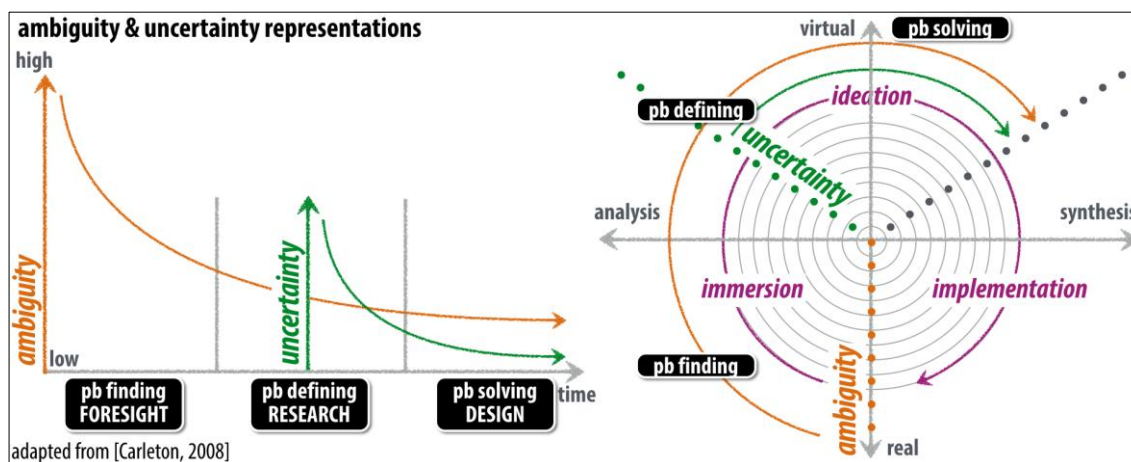 ambiguity & uncertainty representations
high
ambiguity
low
uncertainty
time
pb finding
FORESIGHT
pb defining
RESEARCH
pb solving
DESIGN
adapted from [Carleton, 2008]
virtual
pb solving
pb defining
ideation
uncertainty
analysis
synthesis
immersion
implementation
pb finding
ambiguity
real